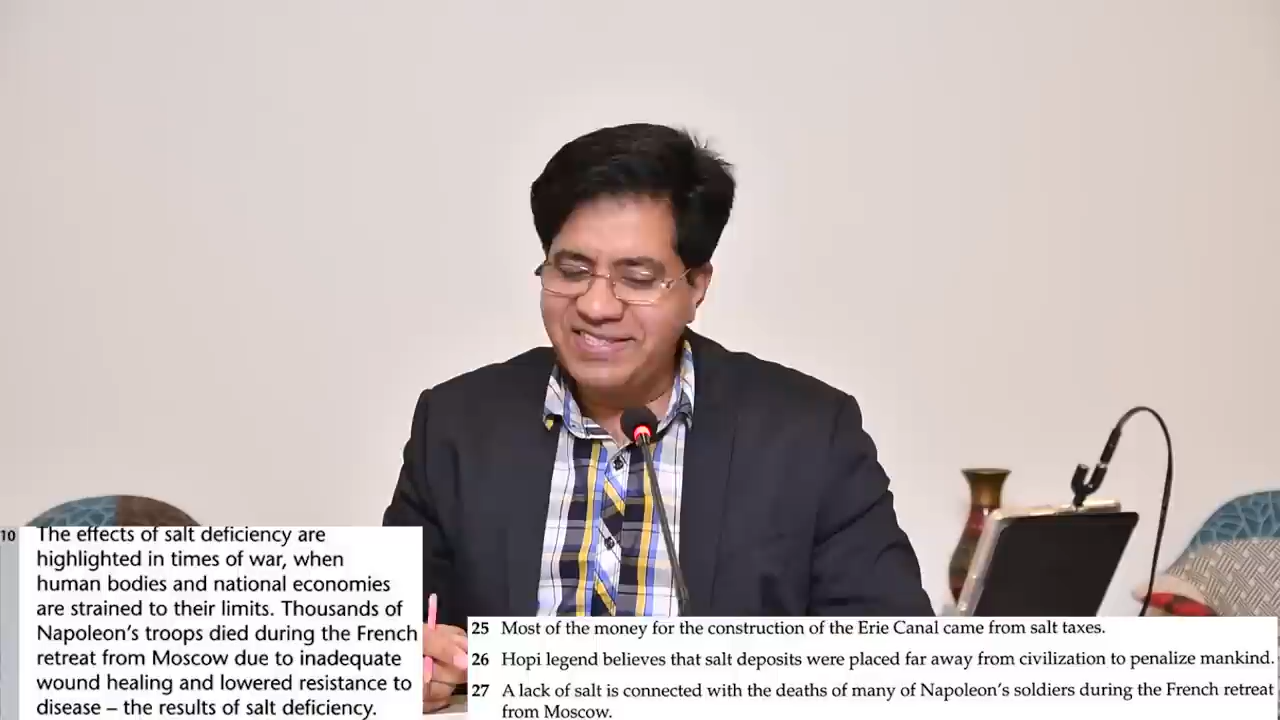 10 The effects of salt deficiency are
highlighted in times of war, when
human bodies and national economies
are strained to their limits. Thousands of
Napoleon's troops died during the French
retreat from Moscow due to inadequate
wound healing and lowered resistance to
disease – the results of salt deficiency.
25 Most of the money for the construction of the Erie Canal came from salt taxes.
26 Hopi legend believes that salt deposits were placed far away from civilization to penalize mankind.
27 A lack of salt is connected with the deaths of many of Napoleon's soldiers during the French retreat
from Moscow.